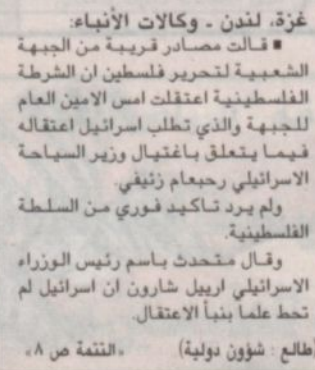 غزة، لندن ـ وكالات الأنباء:
■ قالت مصادر قريبة من الجبهة
الشعبية لتحرير فلسطين ان الشرطة
الفلسطينية اعتقلت امس الامين العام
للجبهة والذي تطلب اسرائيل اعتقاله
فيما يتعلق باغتيال وزير السياحة
الاسرائيلي رحبعام زئيفي.
ولم يرد تاكيد فوري من السلطة
الفلسطينية.
وقال متحدث باسم رئيس الوزراء
الاسرائيلي ارييل شارون ان اسرائيل لم
تحط علما بنبأ الاعتقال.
(طالع : شؤون دولية) «التتمة ص ٨»